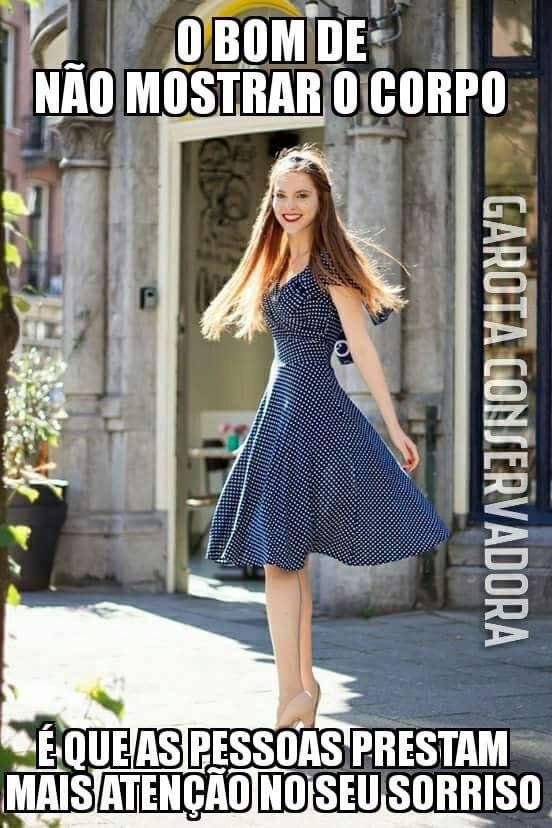 O BOM DE
NÃO MOSTRAR O CORPO
GAROTA CONSERVADORA
É QUE AS PESSOAS PRESTAM
MAIS ATENÇÃO NO SEU SORRISO